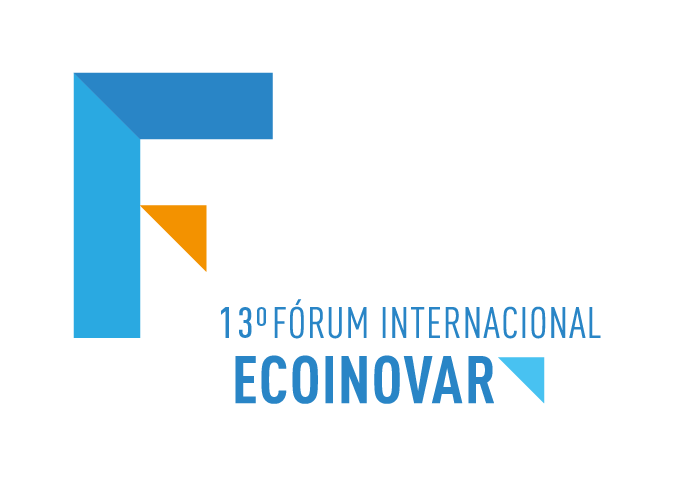 13º FÓRUM INTERNACIONAL
ECOINOVAR